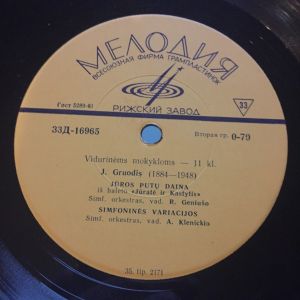 МЕЛОДИЯ
ВСЕСОЮЗНАЯ ФИРМА ГРАМПЛАСТИНОК
Гост 5289-61
РИЖСКИЙ ЗАВОД
33
33Д-16965
Вторая гр. 0-79
Vidurinėms mokykloms — 11 kl.
J. Gruodis (1884—1948)
JŪROS PUTŲ DAINA
iš baleto «Jūratė ir Kastytis»
Simf. orkestras, vad. R. Geniušo
SIMFONINĖS VARIACIJOS
Simf. orkestras, vad. A. Klenickis
35. tip. 2171